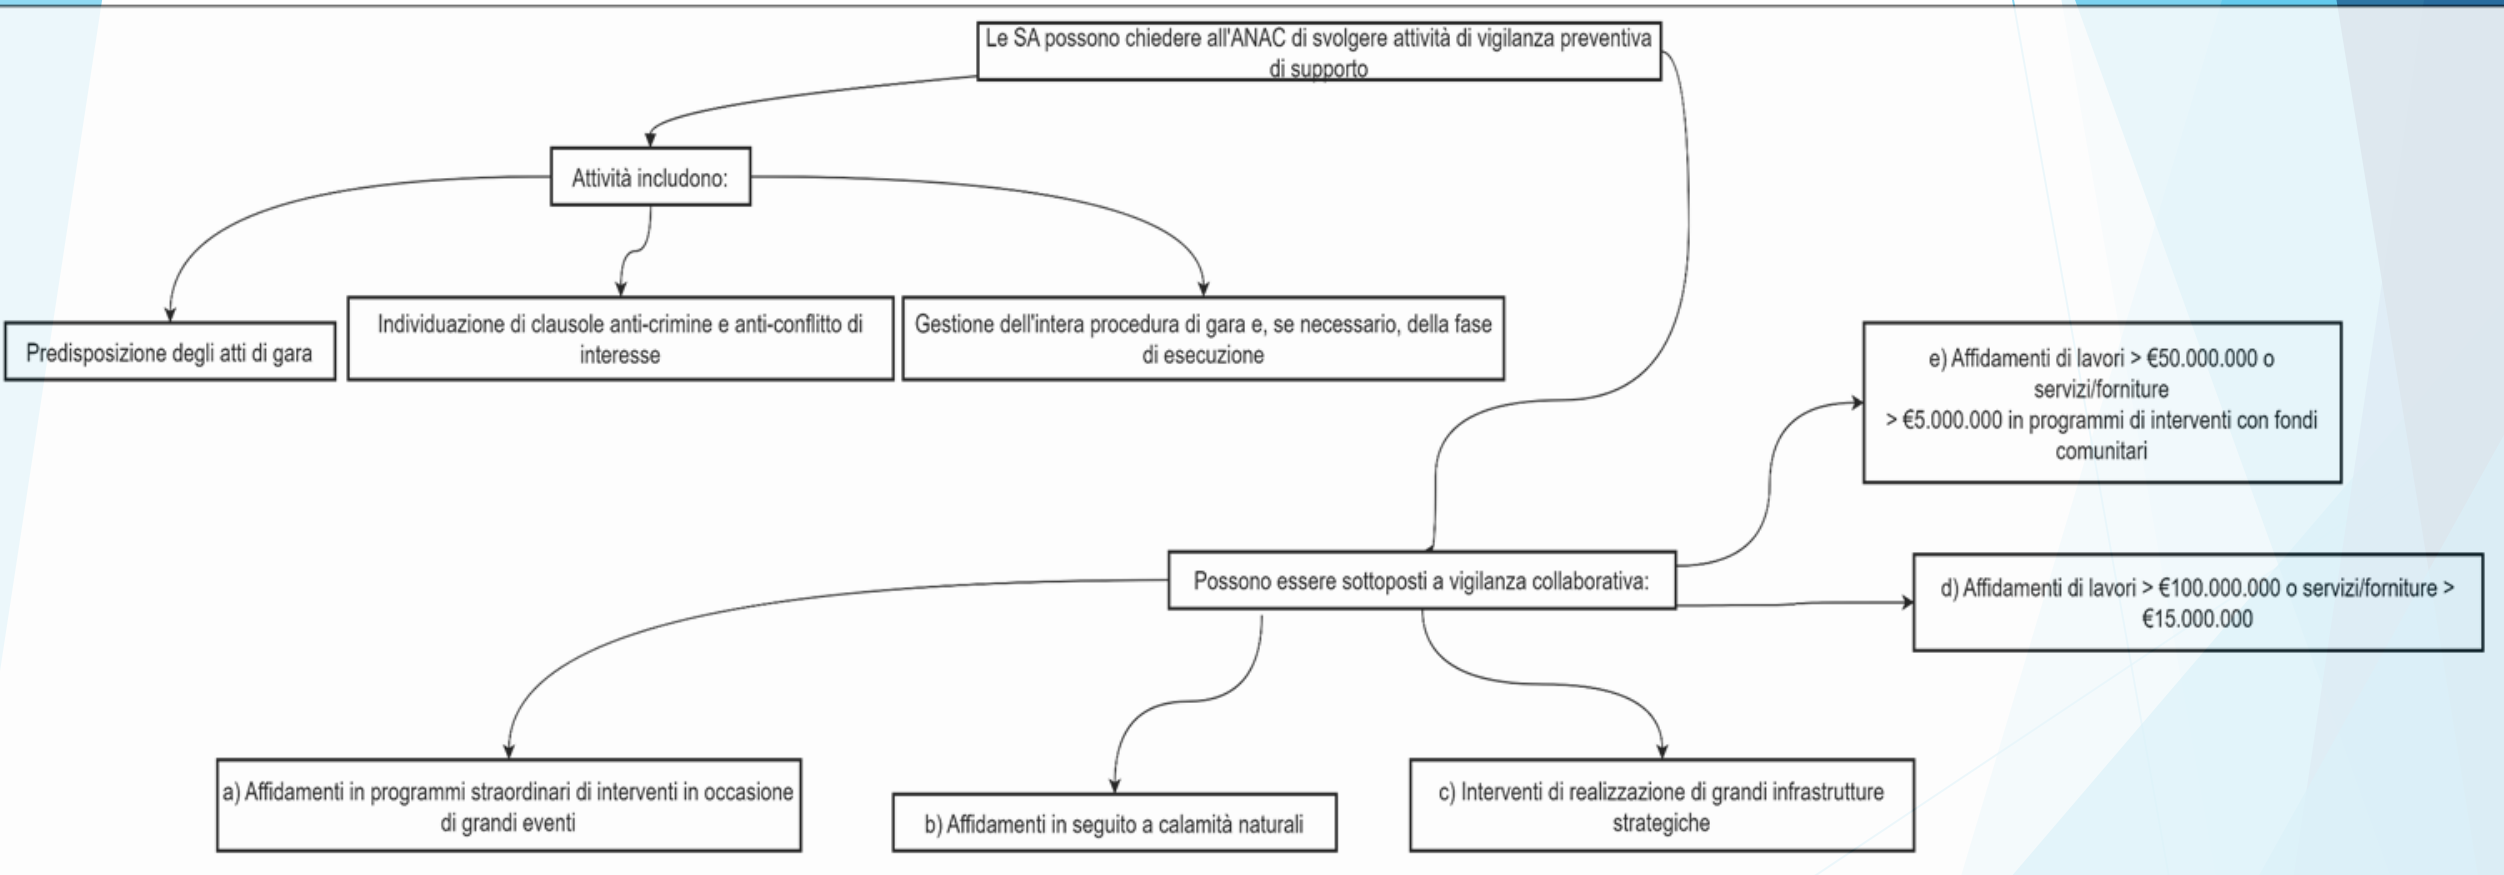 Le SA possono chiedere all'ANAC di svolgere attività di vigilanza preventiva
di supporto
Attività includono:
Predisposizione degli atti di gara
Individuazione di clausole anti-crimine e anti-conflitto di
interesse
Gestione dell'intera procedura di gara e, se necessario, della fase
di esecuzione
e) Affidamenti di lavori > €50.000.000 o
servizi/forniture
> €5.000.000 in programmi di interventi con fondi
comunitari
Possono essere sottoposti a vigilanza collaborativa:
d) Affidamenti di lavori > €100.000.000 o servizi/forniture >
€15.000.000
a) Affidamenti in programmi straordinari di interventi in occasione
di grandi eventi
b) Affidamenti in seguito a calamità naturali
c) Interventi di realizzazione di grandi infrastrutture
strategiche